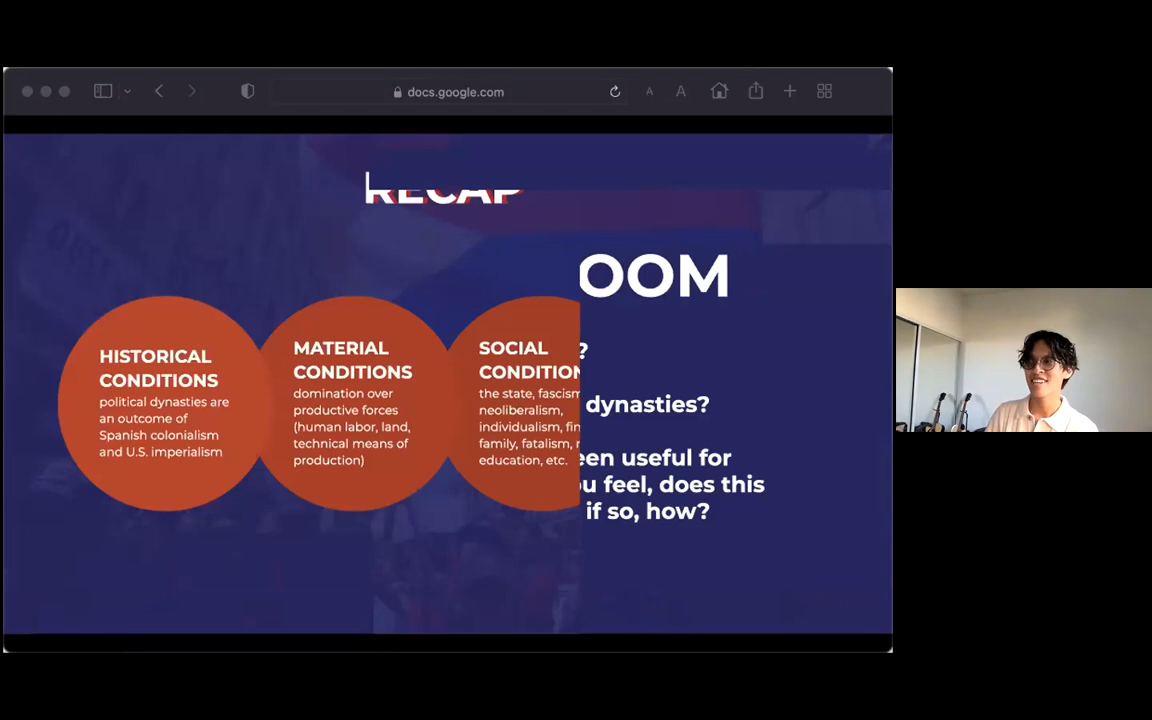 docs.google.com
A A
RECAP
OOM
HISTORICAL
CONDITIONS
political dynasties are
an outcome of
Spanish colonialism
and U.S. imperialism
MATERIAL
CONDITIONS
domination over
productive forces
(human labor, land,
technical means of
production)
SOCIAL
CONDITION
the state, fascism
neoliberalism,
individualism, fin
family, fatalism, r
education, etc.
?
dynasties?
een useful for
u feel, does this
if so, how?